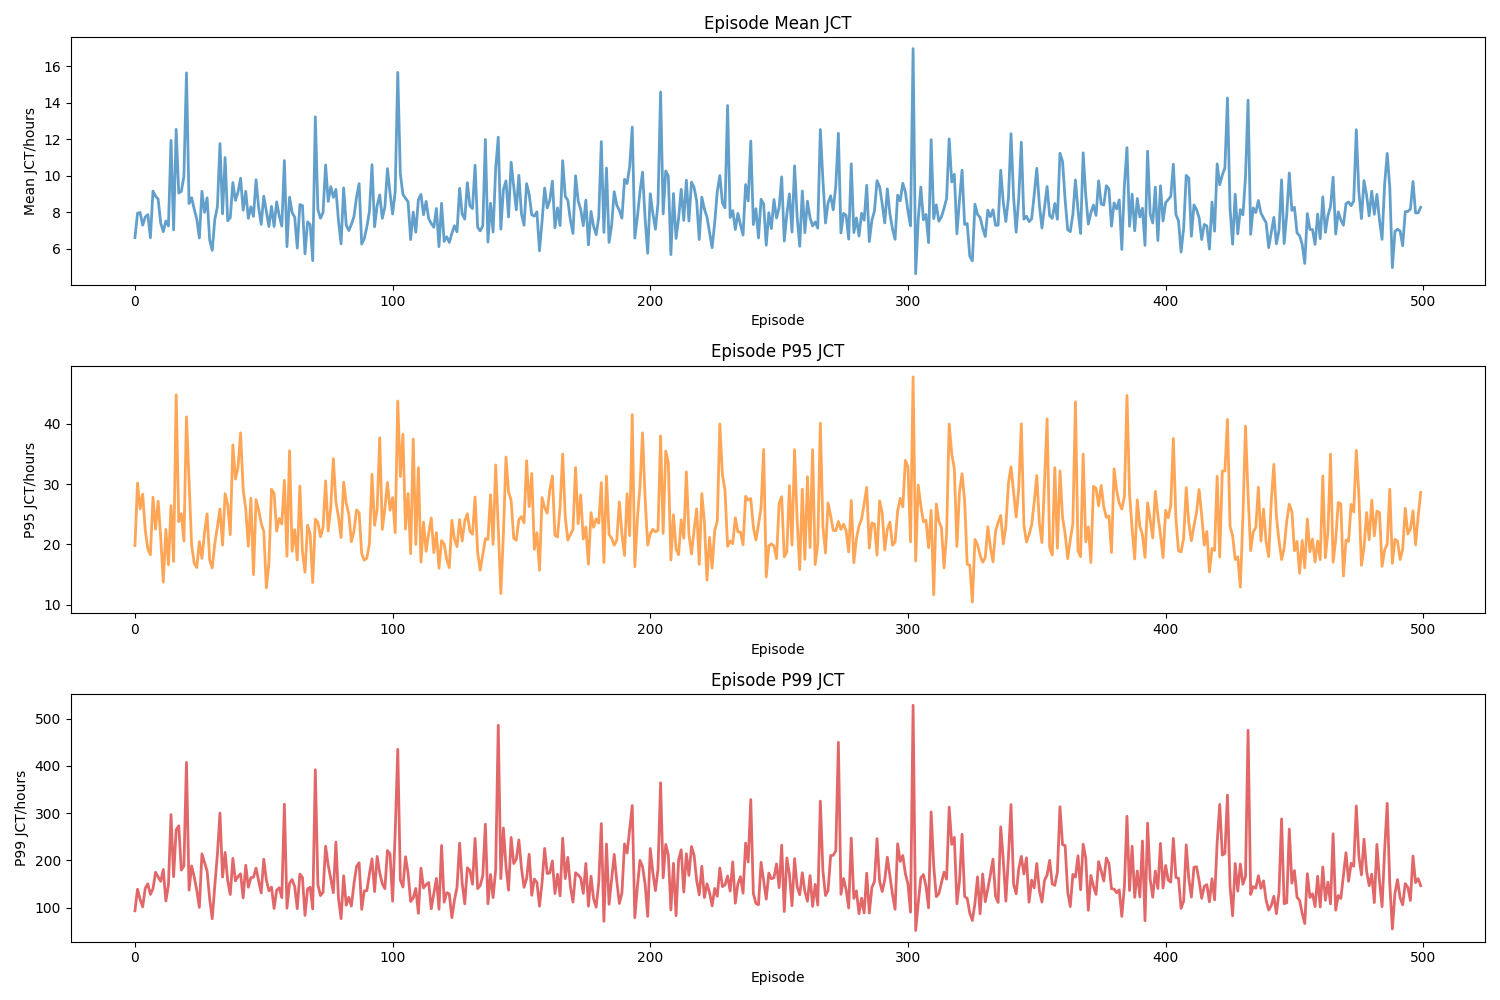 Episode Mean JCT
Mean JCT/hours
16
14
12
10
8
6
0 100 200 300 400 500
Episode
Episode P95 JCT
P95 JCT/hours
40
30
20
10
0 100 200 300 400 500
Episode
Episode P99 JCT
P99 JCT/hours
500
400
300
200
100
0 100 200 300 400 500
Episode